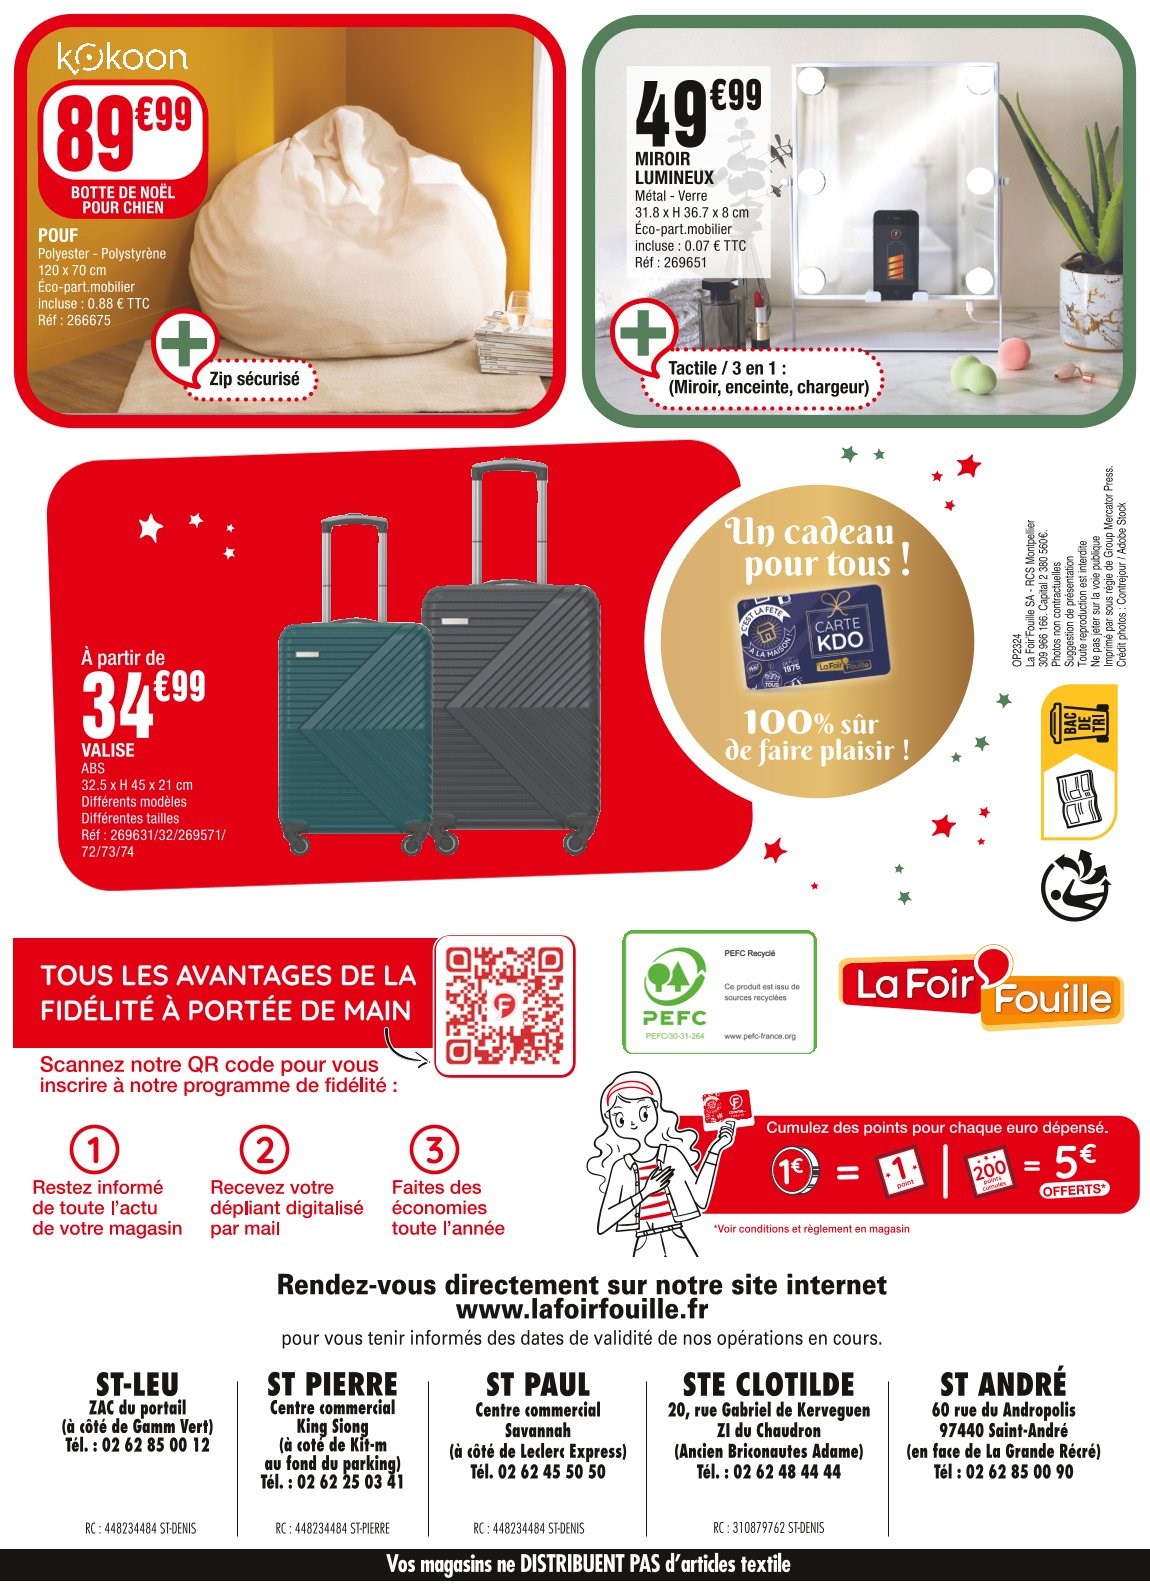 kokoon
89€99
BOTTE DE NOËL
POUR CHIEN
POUF
Polyester - Polystyrène
120 x 70 cm
Éco-part.mobilier
incluse : 0.88 € TTC
Réf : 266675
Zip sécurisé
49€99
MIROIR
LUMINEUX
Métal - Verre
31.8 x H 36.7 x 8 cm
Éco-part.mobilier
incluse : 0.07 € TTC
Réf : 269651
Tactile / 3 en 1 :
(Miroir, enceinte, chargeur)
À partir de
34€99
VALISE
ABS
32.5 x H 45 x 21 cm
Différents modèles
Différentes tailles
Réf : 269631/32/269571/
72/73/74
Un cadeau
pour tous !
C'EST LA FÊTE
À LA MAISON
CARTE
KDO
La Foir'Fouille
1975
100% sûr
de faire plaisir !
OP2324
La Foir'Fouille SA - RCS Montpellier
309 966 166. Capital 2 380 560€.
Photos non contractuelles
Suggestion de présentation
Toute reproduction est interdite
Ne pas jeter sur la voie publique
Imprimé par sous régie de Group Mercator Press.
Crédit photos : Contrejour / Adobe Stock
BAC
DE
TRI
TOUS LES AVANTAGES DE LA
FIDÉLITÉ À PORTÉE DE MAIN
Scannez notre QR code pour vous
inscrire à notre programme de fidélité :
1
Restez informé
de toute l'actu
de votre magasin
2
Recevez votre
dépliant digitalisé
par mail
3
Faites des
économies
toute l'année
PEFC
PEFC/30-31-264
PEFC Recyclé
Ce produit est issu de
sources recyclées
www.pefc-france.org
La Foir'Fouille
Cumulez des points pour chaque euro dépensé.
1€ = 1 point | 200 points cumulés = 5€ OFFERTS*
*Voir conditions et règlement en magasin
Rendez-vous directement sur notre site internet
www.lafoirfouille.fr
pour vous tenir informés des dates de validité de nos opérations en cours.
ST-LEU
ZAC du portail
(à côté de Gamm Vert)
Tél. : 02 62 85 00 12
RC : 448234484 ST-DENIS
ST PIERRE
Centre commercial
King Siong
(à coté de Kit-m
au fond du parking)
Tél. : 02 62 25 03 41
RC : 448234484 ST-PIERRE
ST PAUL
Centre commercial
Savannah
(à côté de Leclerc Express)
Tél. 02 62 45 50 50
RC : 448234484 ST-DENIS
STE CLOTILDE
20, rue Gabriel de Kerveguen
ZI du Chaudron
(Ancien Briconautes Adame)
Tél. : 02 62 48 44 44
RC : 310879762 ST-DENIS
ST ANDRÉ
60 rue du Andropolis
97440 Saint-André
(en face de La Grande Récré)
Tél : 02 62 85 00 90
Vos magasins ne DISTRIBUENT PAS d'articles textile